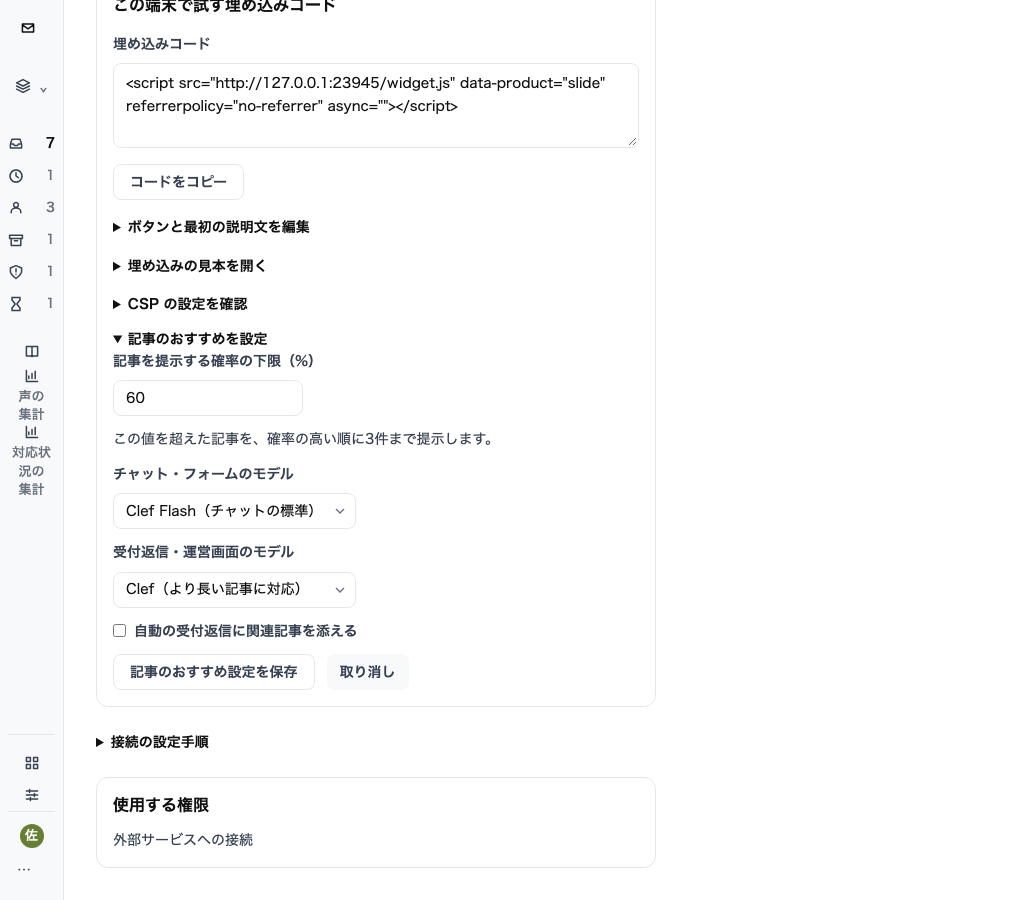 この端末で試す埋め込みコード
埋め込みコード
<script src="http://127.0.0.1:23945/widget.js" data-product="slide"
referrerpolicy="no-referrer" async=""></script>
コードをコピー
ボタンと最初の説明文を編集
埋め込みの見本を開く
CSP の設定を確認
記事のおすすめを設定
記事を提示する確率の下限（%）
60
この値を超えた記事を、確率の高い順に3件まで提示します。
チャット・フォームのモデル
Clef Flash（チャットの標準）
受付返信・運営画面のモデル
Clef（より長い記事に対応）
自動の受付返信に関連記事を添える
記事のおすすめ設定を保存
取り消し
接続の設定手順
使用する権限
外部サービスへの接続
7
1
3
1
1
1
声の
集計
対応状
況の
集計
佐
…